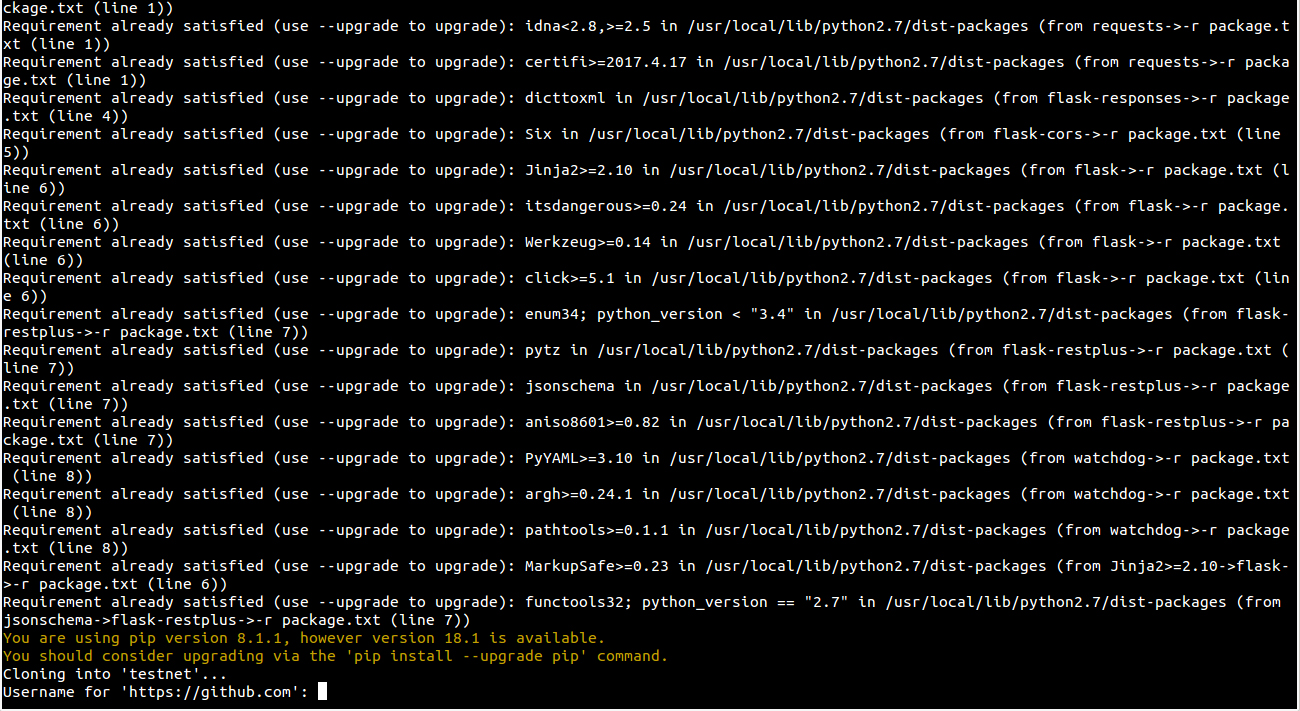 ckage.txt (line 1))
Requirement already satisfied (use --upgrade to upgrade): idna<2.8,>=2.5 in /usr/local/lib/python2.7/dist-packages (from requests->-r package.t
xt (line 1))
Requirement already satisfied (use --upgrade to upgrade): certifi>=2017.4.17 in /usr/local/lib/python2.7/dist-packages (from requests->-r packa
ge.txt (line 1))
Requirement already satisfied (use --upgrade to upgrade): dicttoxml in /usr/local/lib/python2.7/dist-packages (from flask-responses->-r package
.txt (line 4))
Requirement already satisfied (use --upgrade to upgrade): Six in /usr/local/lib/python2.7/dist-packages (from flask-cors->-r package.txt (line
5))
Requirement already satisfied (use --upgrade to upgrade): Jinja2>=2.10 in /usr/local/lib/python2.7/dist-packages (from flask->-r package.txt (l
ine 6))
Requirement already satisfied (use --upgrade to upgrade): itsdangerous>=0.24 in /usr/local/lib/python2.7/dist-packages (from flask->-r package.
txt (line 6))
Requirement already satisfied (use --upgrade to upgrade): Werkzeug>=0.14 in /usr/local/lib/python2.7/dist-packages (from flask->-r package.txt
(line 6))
Requirement already satisfied (use --upgrade to upgrade): click>=5.1 in /usr/local/lib/python2.7/dist-packages (from flask->-r package.txt (lin
e 6))
Requirement already satisfied (use --upgrade to upgrade): enum34; python_version < "3.4" in /usr/local/lib/python2.7/dist-packages (from flask-
restplus->-r package.txt (line 7))
Requirement already satisfied (use --upgrade to upgrade): pytz in /usr/local/lib/python2.7/dist-packages (from flask-restplus->-r package.txt (
line 7))
Requirement already satisfied (use --upgrade to upgrade): jsonschema in /usr/local/lib/python2.7/dist-packages (from flask-restplus->-r package
.txt (line 7))
Requirement already satisfied (use --upgrade to upgrade): aniso8601>=0.82 in /usr/local/lib/python2.7/dist-packages (from flask-restplus->-r pa
ckage.txt (line 7))
Requirement already satisfied (use --upgrade to upgrade): PyYAML>=3.10 in /usr/local/lib/python2.7/dist-packages (from watchdog->-r package.txt
 (line 8))
Requirement already satisfied (use --upgrade to upgrade): argh>=0.24.1 in /usr/local/lib/python2.7/dist-packages (from watchdog->-r package.txt
 (line 8))
Requirement already satisfied (use --upgrade to upgrade): pathtools>=0.1.1 in /usr/local/lib/python2.7/dist-packages (from watchdog->-r package
.txt (line 8))
Requirement already satisfied (use --upgrade to upgrade): MarkupSafe>=0.23 in /usr/local/lib/python2.7/dist-packages (from Jinja2>=2.10->flask-
>-r package.txt (line 6))
Requirement already satisfied (use --upgrade to upgrade): functools32; python_version == "2.7" in /usr/local/lib/python2.7/dist-packages (from
jsonschema->flask-restplus->-r package.txt (line 7))
You are using pip version 8.1.1, however version 18.1 is available.
You should consider upgrading via the 'pip install --upgrade pip' command.
Cloning into 'testnet'...
Username for 'https://github.com':